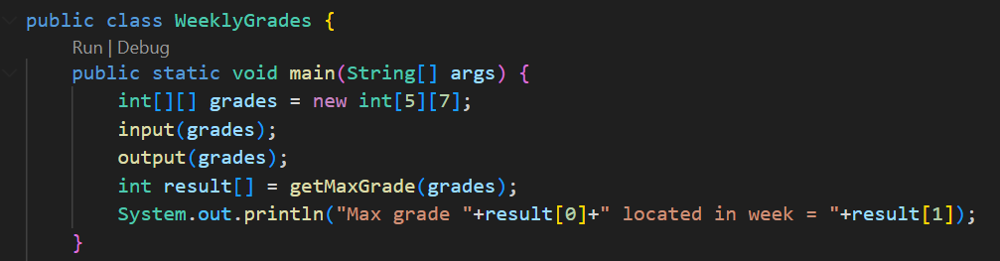 public class WeeklyGrades {
Run | Debug
public static void main(String[] args) {
int[][] grades = new int[5][7];
input(grades);
output(grades);
int result[] = getMaxGrade(grades);
System.out.println("Max grade "+result[0]+" located in week = "+result[1]);
}